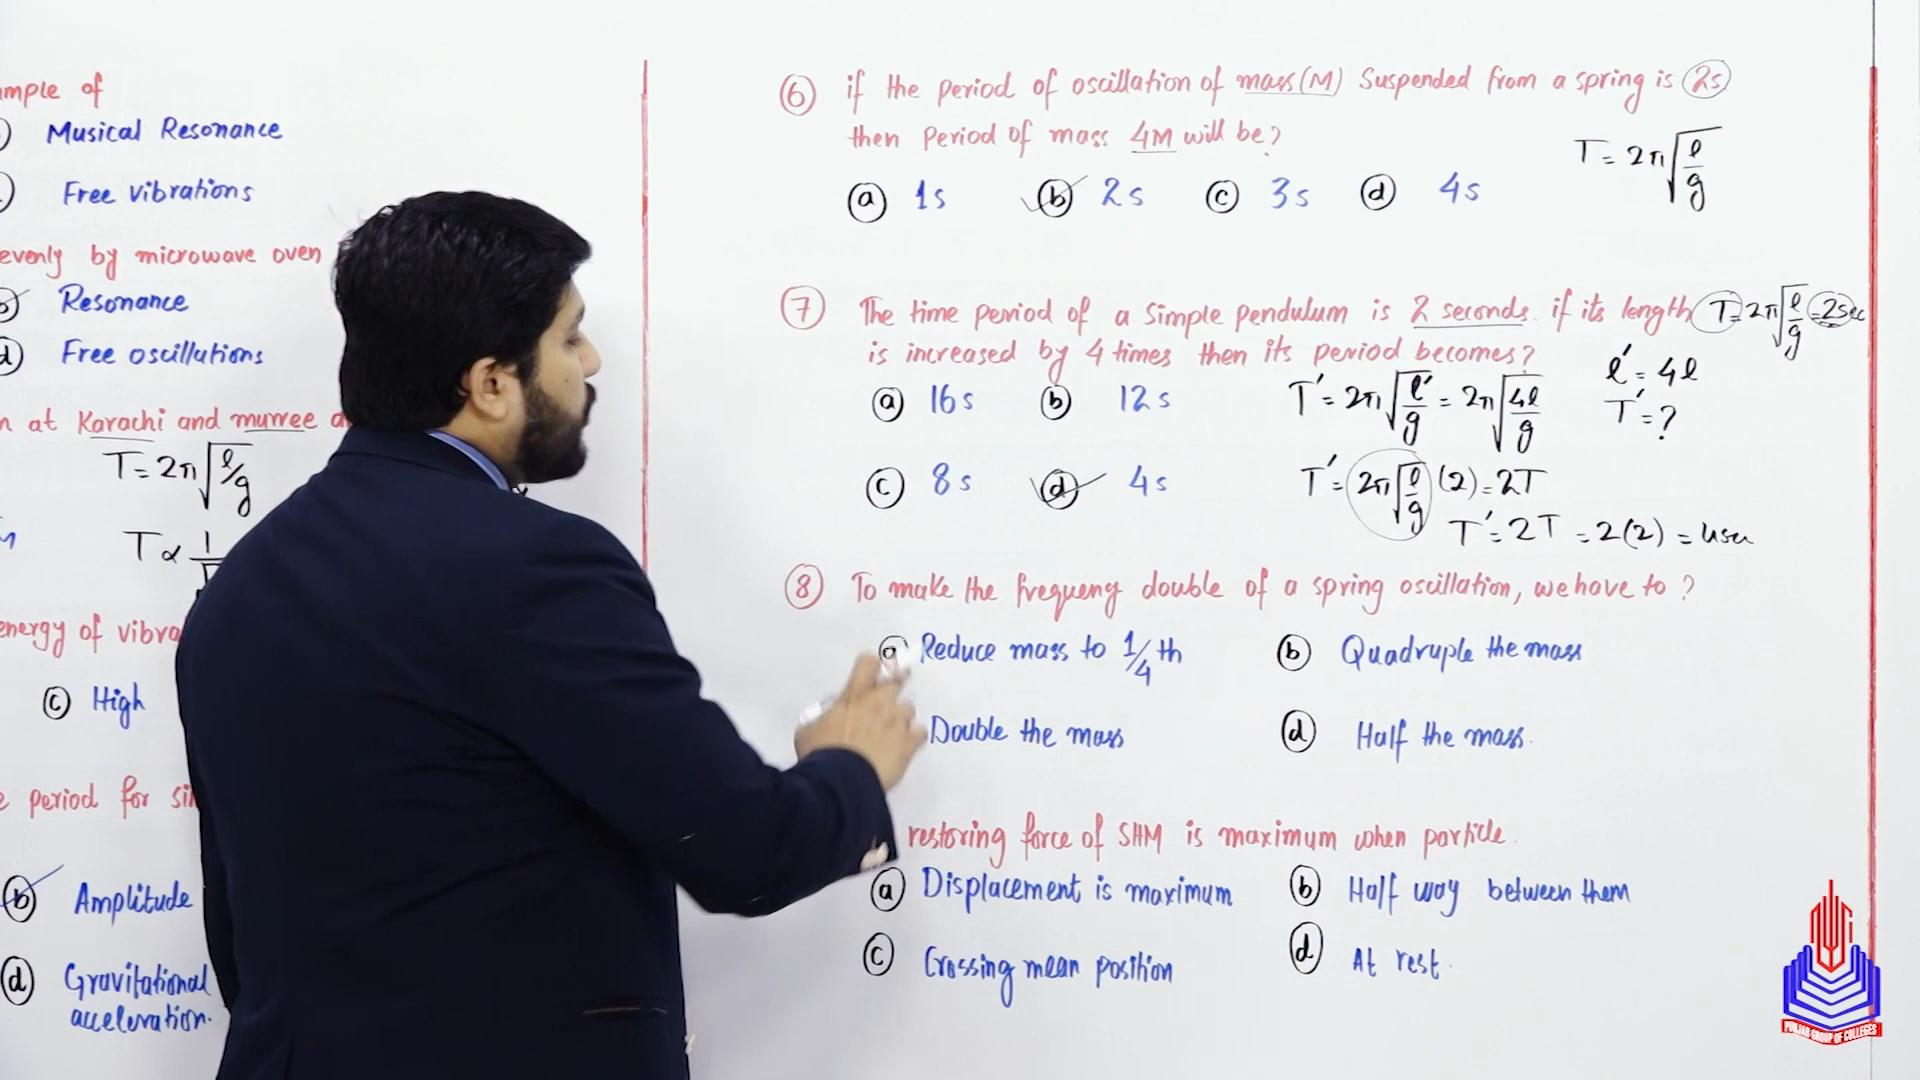 mple of
Musical Resonance
Free vibrations
evenly by microwave oven
b Resonance
d Free oscillations
at Karachi and murree
T = 2π√l/g
T ∝ 1
energy of vibra
c High
period for si
b Amplitude
d Gravitational
acceleration.
6 if the period of oscillation of mass (M) Suspended from a spring is 2s
then Period of mass 4M will be?
T = 2π√l/g
a 1s b 2s c 3s d 4s
7 The time period of a Simple pendulum is 2 seconds. if its length
T = 2π√l/g = 2sec
is increased by 4 times then its period becomes?
l' = 4l
T' = ?
a 16s b 12s
T' = 2π√l'/g = 2π√4l/g
c 8s d 4s
T' = 2π√l/g (2) = 2T
T' = 2T = 2(2) = 4sec
8 To make the frequency double of a spring oscillation, we have to?
a Reduce mass to 1/4 th b Quadruple the mass
Double the mass d Half the mass.
restoring force of SHM is maximum when particle.
a Displacement is maximum b Half way between them
c Crossing mean position d At rest.
PUNJAB GROUP OF COLLEGES